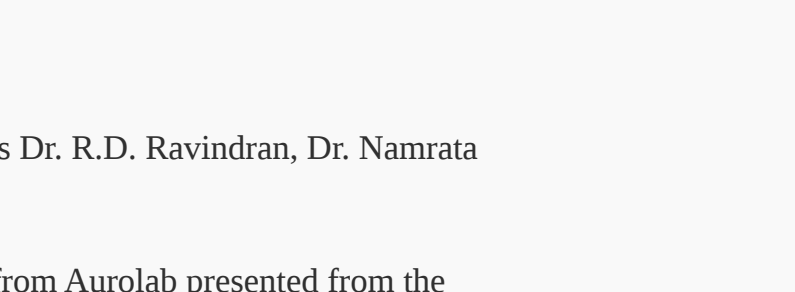 s Dr. R.D. Ravindran, Dr. Namrata
from Aurolab presented from the